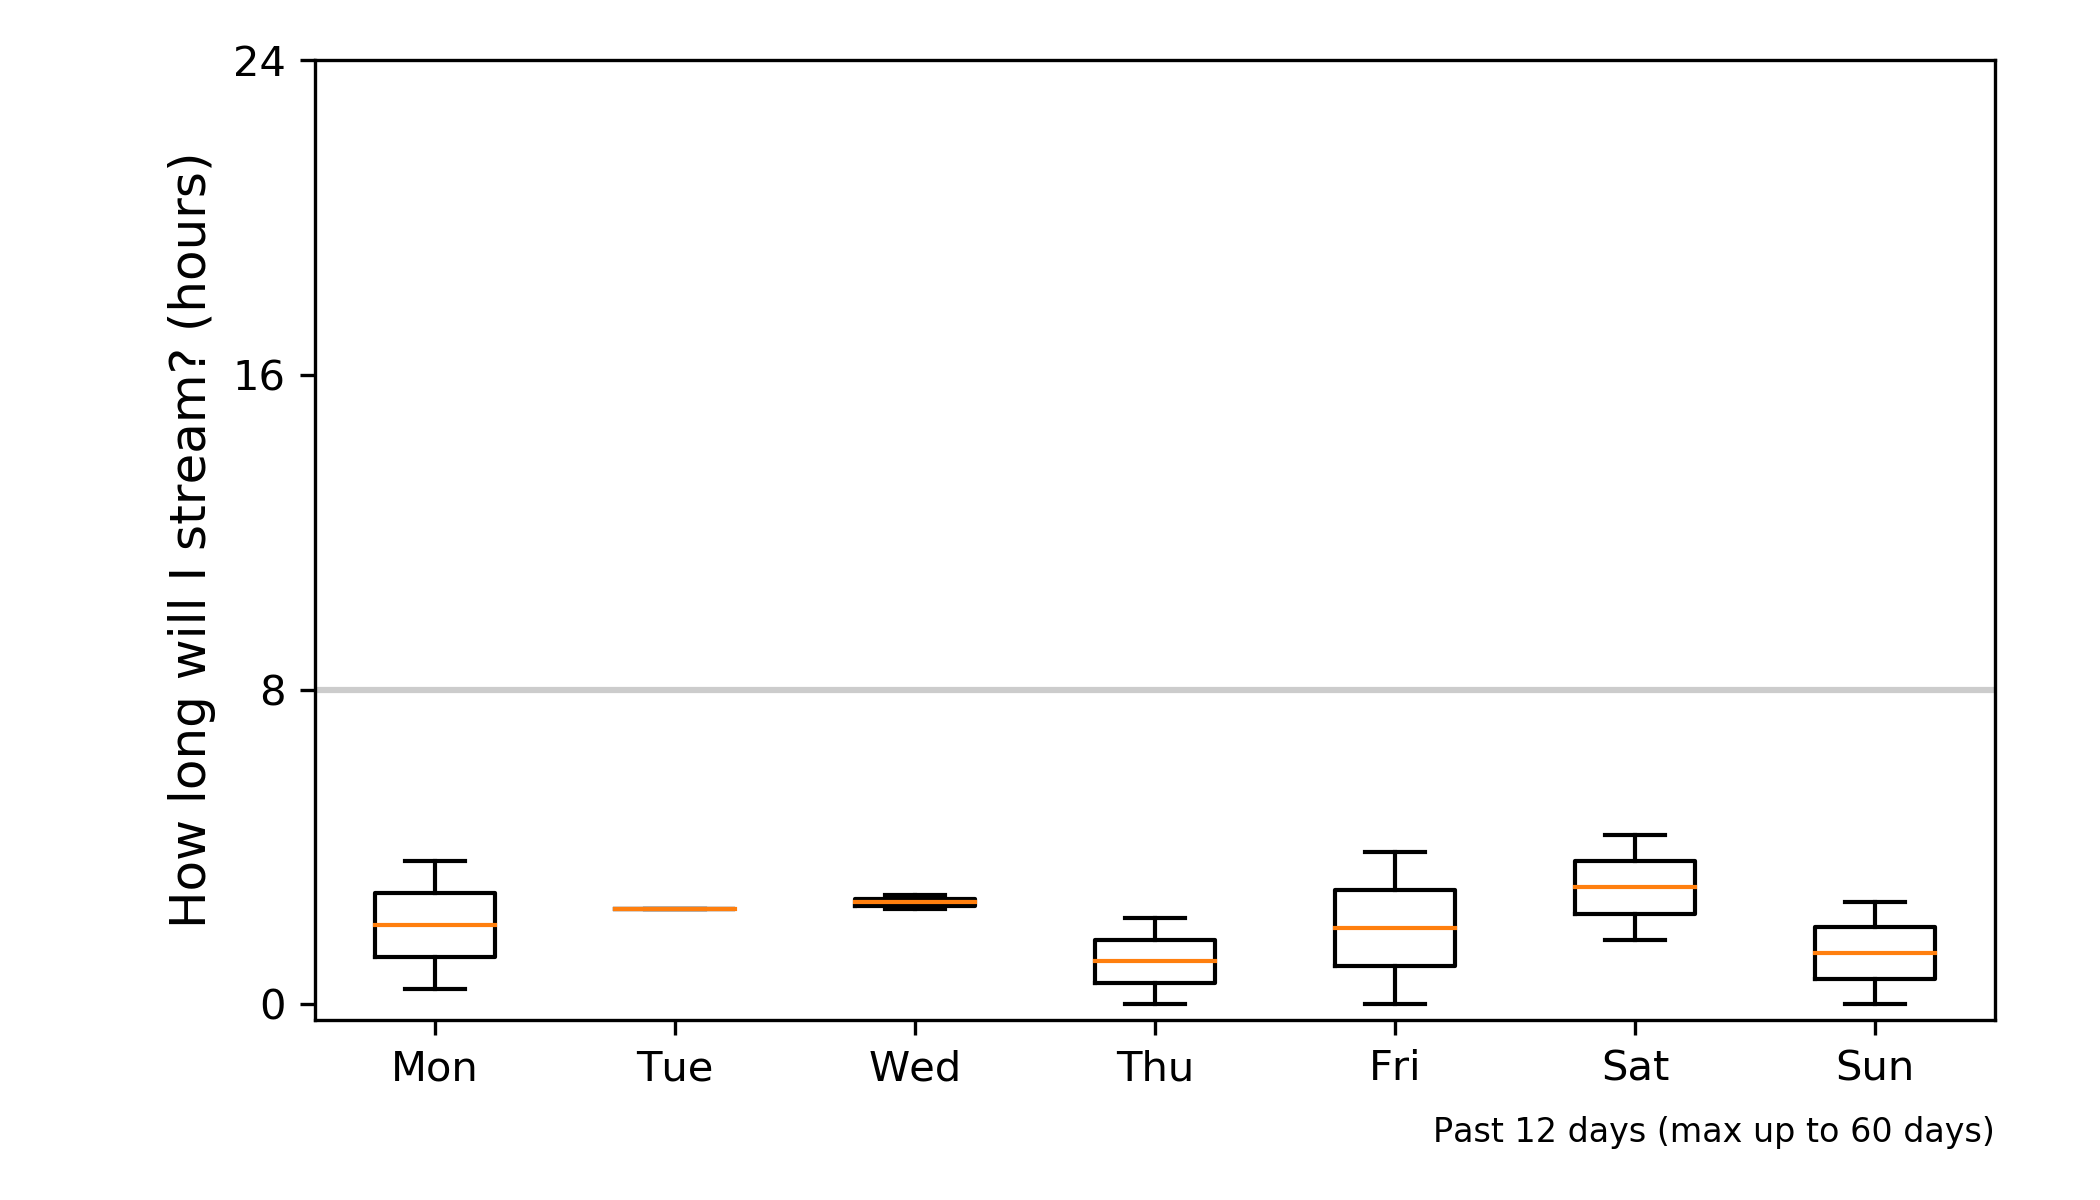 24
16
8
0
How long will I stream? (hours)
Mon Tue Wed Thu Fri Sat Sun
Past 12 days (max up to 60 days)